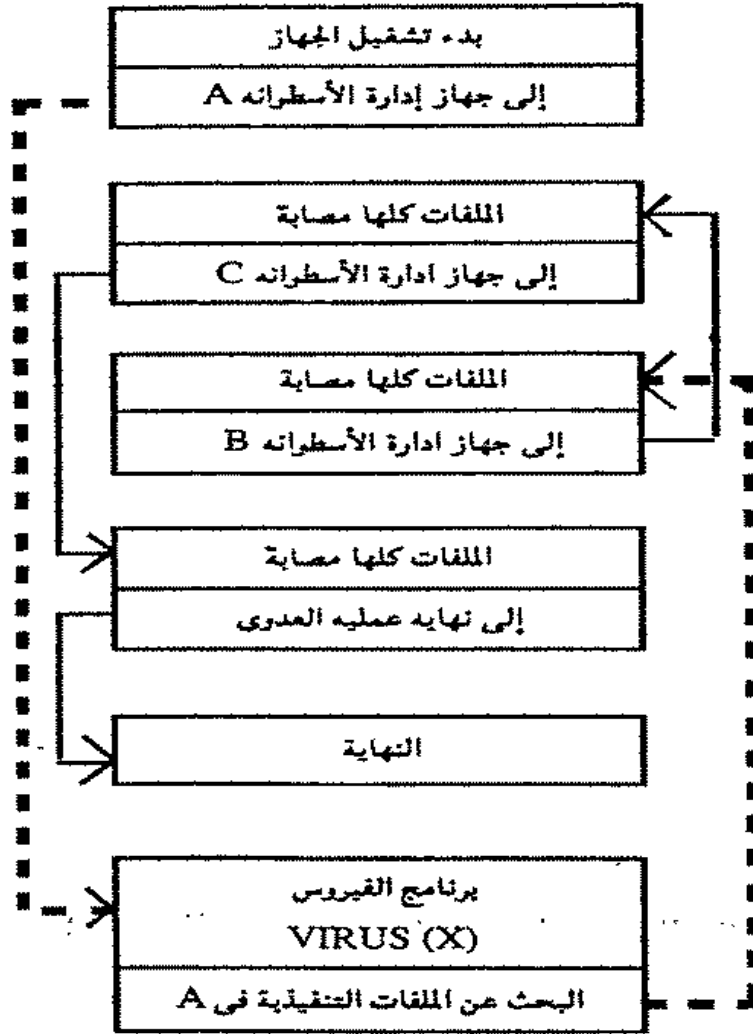 بدء تشغيل الجهاز
إلى جهاز إدارة الأسطوانه A
الملفات كلها مصابة
إلى جهاز ادارة الأسطوانه C
الملفات كلها مصابة
إلى جهاز ادارة الأسطوانه B
الملفات كلها مصابة
إلى نهايه عمليه العدوى
النهاية
برنامج الفيروس
VIRUS (X)
البحث عن الملفات التنفيذية فى A